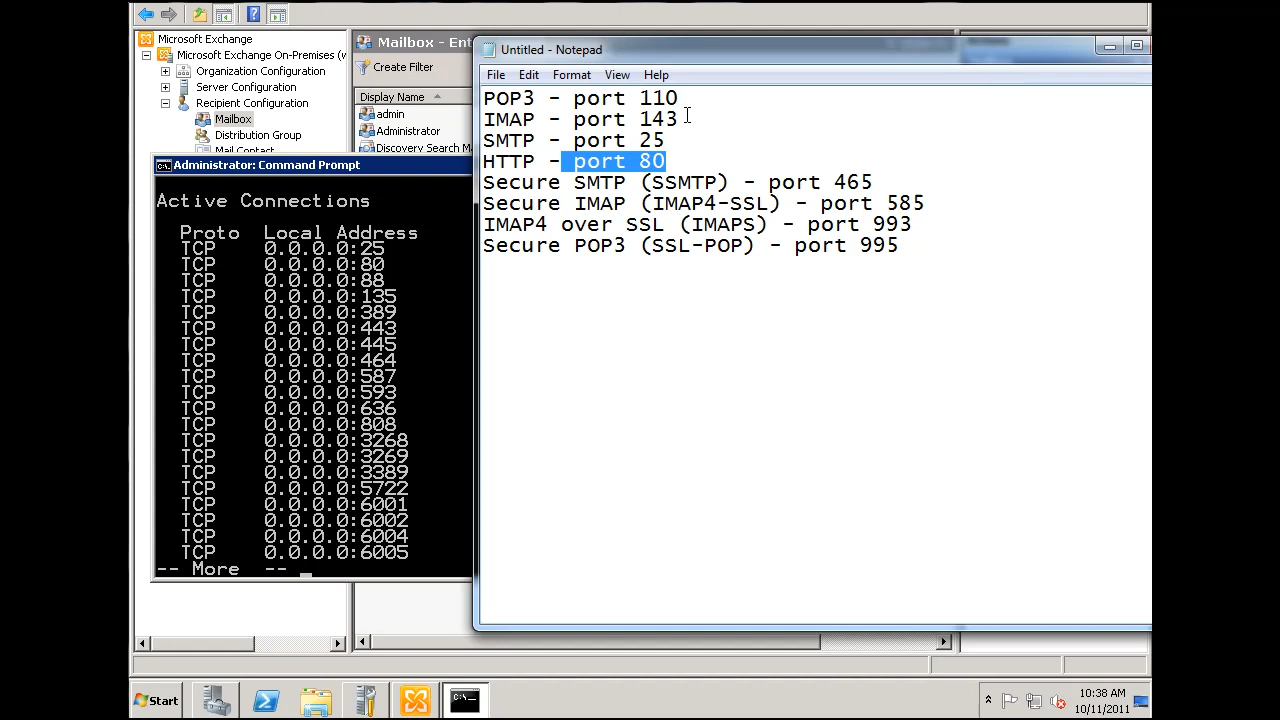 Microsoft Exchange
Microsoft Exchange On-Premises (w
Organization Configuration
Server Configuration
Recipient Configuration
Mailbox
Distribution Group
Mail Contact
Mailbox - Ent
Create Filter
Display Name
admin
Administrator
Discovery Search M
Administrator: Command Prompt
Active Connections
Proto Local Address
TCP 0.0.0.0:25
TCP 0.0.0.0:80
TCP 0.0.0.0:88
TCP 0.0.0.0:135
TCP 0.0.0.0:389
TCP 0.0.0.0:443
TCP 0.0.0.0:445
TCP 0.0.0.0:464
TCP 0.0.0.0:587
TCP 0.0.0.0:593
TCP 0.0.0.0:636
TCP 0.0.0.0:808
TCP 0.0.0.0:3268
TCP 0.0.0.0:3269
TCP 0.0.0.0:3389
TCP 0.0.0.0:5722
TCP 0.0.0.0:6001
TCP 0.0.0.0:6002
TCP 0.0.0.0:6004
TCP 0.0.0.0:6005
-- More --
Untitled - Notepad
File Edit Format View Help
POP3 - port 110
IMAP - port 143
SMTP - port 25
HTTP - port 80
Secure SMTP (SSMTP) - port 465
Secure IMAP (IMAP4-SSL) - port 585
IMAP4 over SSL (IMAPS) - port 993
Secure POP3 (SSL-POP) - port 995
Start
10:38 AM
10/11/2011